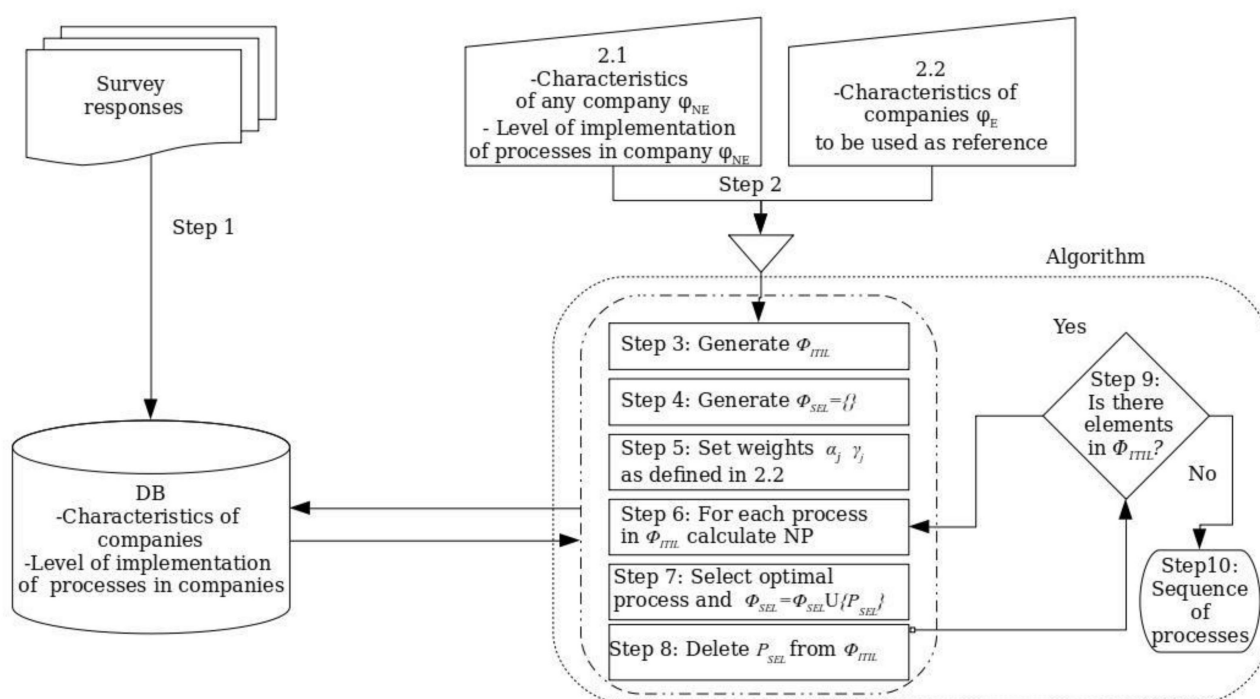 Survey
responses
Step 1
2.1
-Characteristics
of any company φNE
- Level of implementation
of processes in company φNE
2.2
-Characteristics of
companies φE
to be used as reference
Step 2
Algorithm
DB
-Characteristics of
companies
-Level of implementation
of processes in companies
Step 3: Generate ΦITIL
Step 4: Generate ΦSEL={}
Step 5: Set weights αj γj
as defined in 2.2
Step 6: For each process
in ΦITIL calculate NP
Step 7: Select optimal
process and ΦSEL=ΦSELU{PSEL}
Step 8: Delete PSEL from ΦITIL
Yes
Step 9:
Is there
elements
in ΦITIL?
No
Step10:
Sequence
of
processes